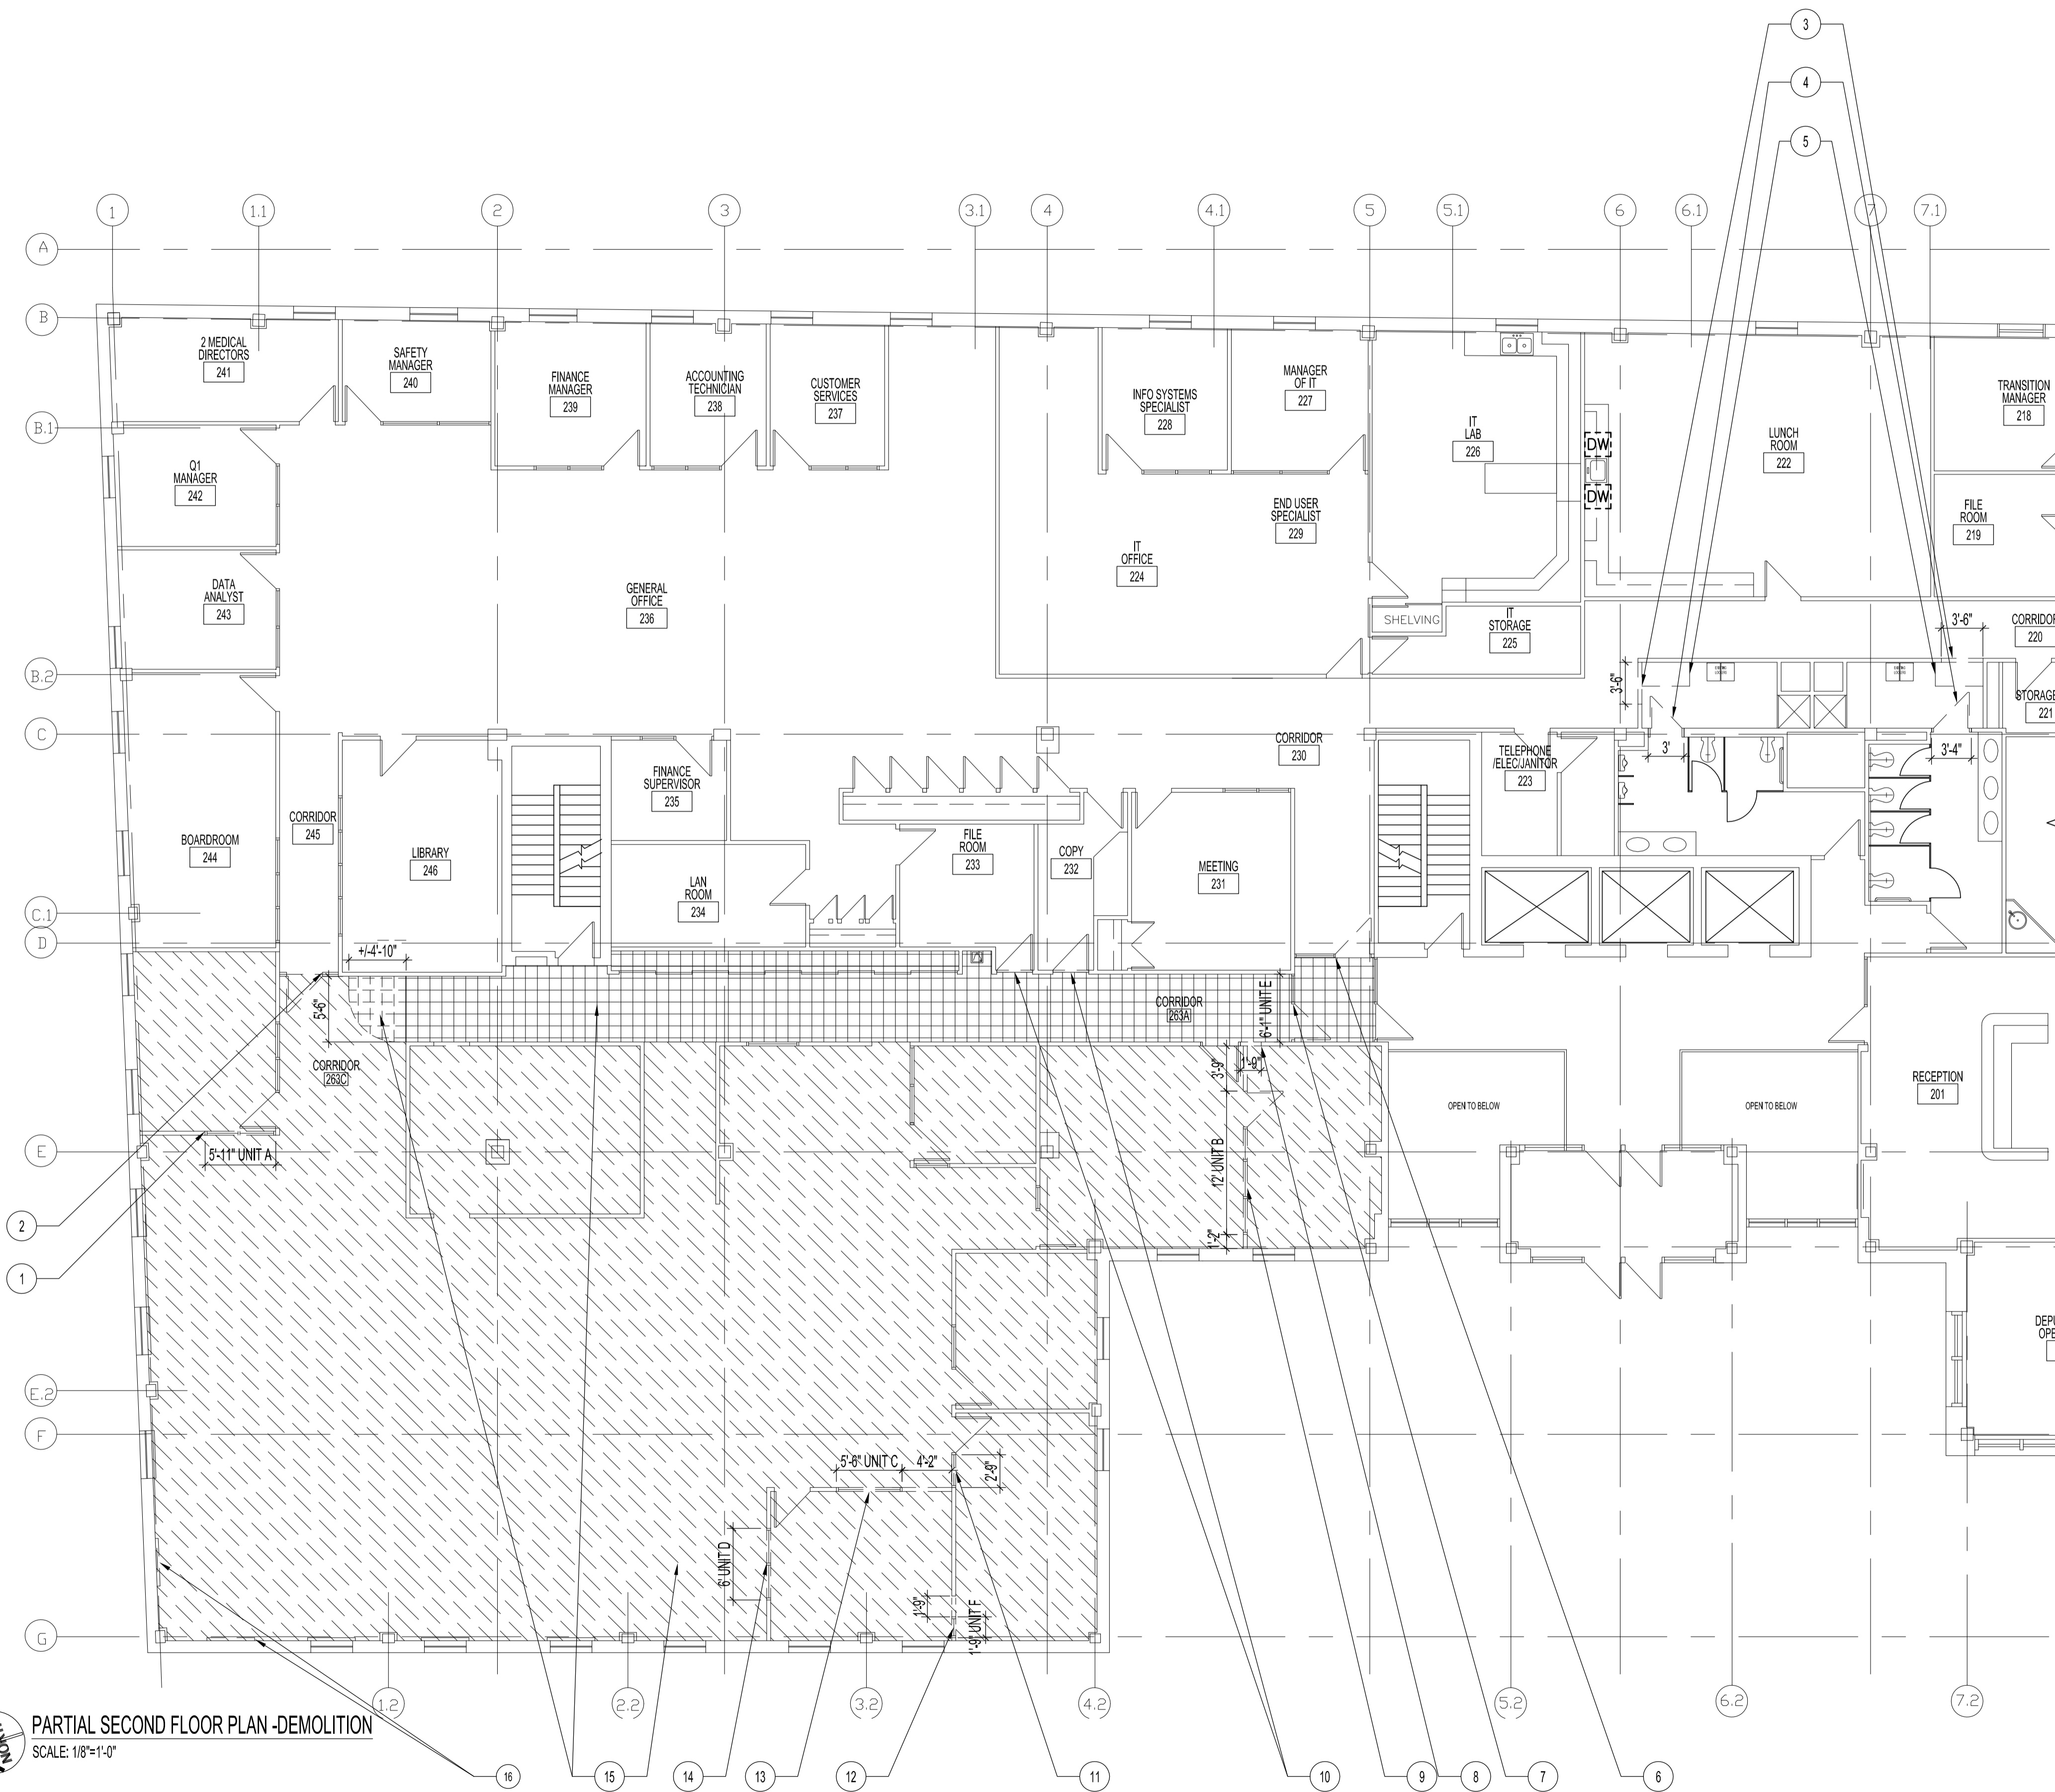 3
4
5
1
1.1
2
3
3.1
4
4.1
5
5.1
6
6.1
7
7.1
A
B
2 MEDICAL
DIRECTORS
241
SAFETY
MANAGER
240
FINANCE
MANAGER
239
ACCOUNTING
TECHNICIAN
238
CUSTOMER
SERVICES
237
INFO SYSTEMS
SPECIALIST
228
MANAGER
OF IT
227
IT
LAB
226
DW
DW
LUNCH
ROOM
222
TRANSITION
MANAGER
218
B.1
Q1
MANAGER
242
END USER
SPECIALIST
229
FILE
ROOM
219
IT
OFFICE
224
DATA
ANALYST
243
GENERAL
OFFICE
236
SHELVING
IT
STORAGE
225
3'-6"
CORRIDOR
220
B.2
3'-6"
STORAGE
221
C
CORRIDOR
230
TELEPHONE
/ELEC/JANITOR
223
3'
3'-4"
FINANCE
SUPERVISOR
235
CORRIDOR
245
BOARDROOM
244
LIBRARY
246
FILE
ROOM
233
COPY
232
MEETING
231
LAN
ROOM
234
C.1
D
+/-4'-10"
5'-6"
CORRIDOR
263A
6'-1" UNIT E
CORRIDOR
263C
3'-9"
1'-9"
OPEN TO BELOW
OPEN TO BELOW
RECEPTION
201
E
5'-11" UNIT A
12' UNIT B
1'-2"
2
1
DEPU
OPE
E.2
F
5'-6" UNIT C
4'-2"
2'-9"
6' UNIT D
1'-9"
1'-9" UNIT F
G
1.2
2.2
3.2
4.2
5.2
6.2
7.2
PARTIAL SECOND FLOOR PLAN -DEMOLITION
SCALE: 1/8"=1'-0"
16
15
14
13
12
11
10
9
8
7
6